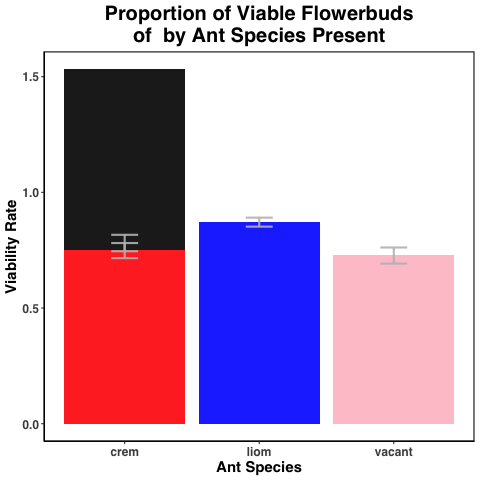 Proportion of Viable Flowerbuds
of  by Ant Species Present
1.5
1.0
0.5
0.0
Viability Rate
crem liom vacant
Ant Species